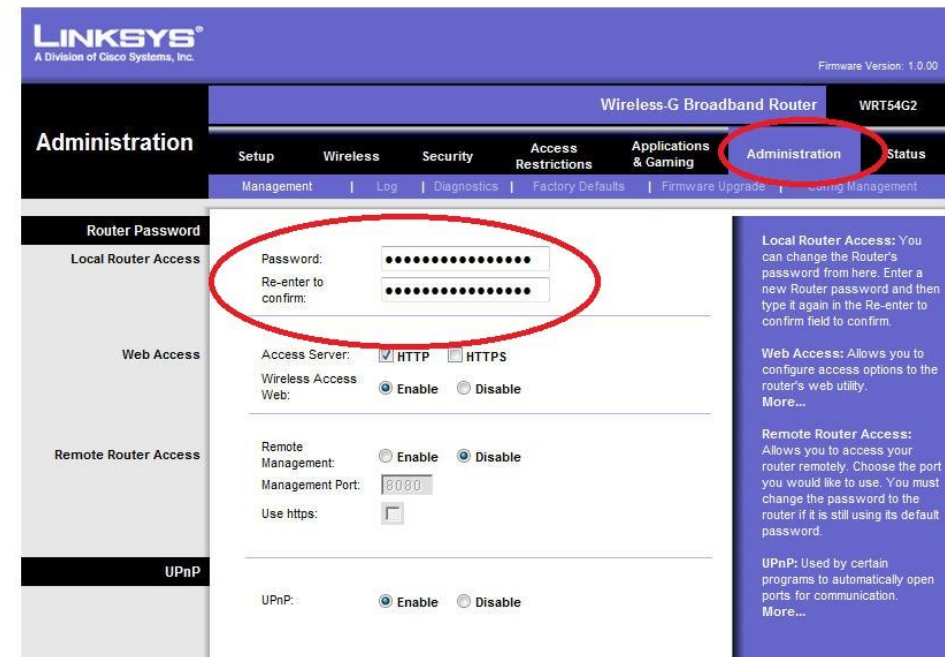 LINKSYS®
A Division of Cisco Systems, Inc.
Firmware Version: 1.0.00
Wireless-G Broadband Router WRT54G2
Administration
Setup Wireless Security Access Restrictions Applications & Gaming Administration Status
Management | Log | Diagnostics | Factory Defaults | Firmware Upgrade | Config Management
Router Password
Local Router Access
Password:
Re-enter to
confirm:
Web Access
Access Server: HTTP HTTPS
Wireless Access
Web: Enable Disable
Remote Router Access
Remote
Management: Enable Disable
Management Port: 8080
Use https:
UPnP
UPnP: Enable Disable
Local Router Access: You
can change the Router's
password from here. Enter a
new Router password and then
type it again in the Re-enter to
confirm field to confirm.
Web Access: Allows you to
configure access options to the
router's web utility.
More...
Remote Router Access:
Allows you to access your
router remotely. Choose the port
you would like to use. You must
change the password to the
router if it is still using its default
password.
UPnP: Used by certain
programs to automatically open
ports for communication.
More...